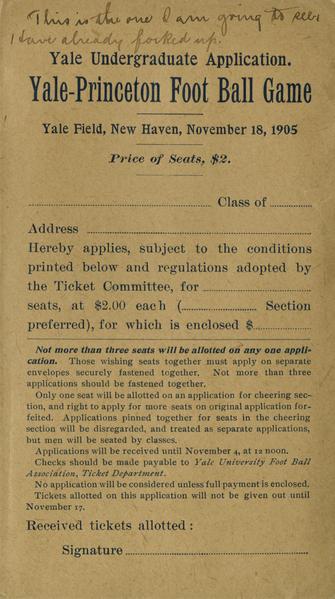 This is the one I am going to see.
I have already forked up.
Yale Undergraduate Application.
Yale-Princeton Foot Ball Game
Yale Field, New Haven, November 18, 1905
Price of Seats, $2.
Class of
Address
Hereby applies, subject to the conditions
printed below and regulations adopted by
the Ticket Committee, for
seats, at $2.00 each ( Section
preferred), for which is enclosed $
Not more than three seats will be allotted on any one appli-
cation. Those wishing seats together must apply on separate
envelopes securely fastened together. Not more than three
applications should be fastened together.
Only one seat will be allotted on an application for cheering sec-
tion, and right to apply for more seats on original application for-
feited. Applications pinned together for seats in the cheering
section will be disregarded, and treated as separate applications,
but men will be seated by classes.
Applications will be received until November 4, at 12 noon.
Checks should be made payable to Yale University Foot Ball
Association, Ticket Department.
No application will be considered unless full payment is enclosed.
Tickets allotted on this application will not be given out until
November 17.
Received tickets allotted :
Signature